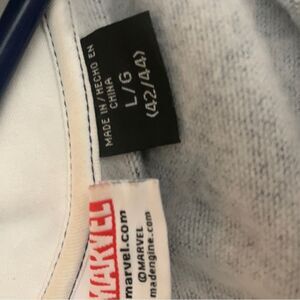 MADE IN / HECHO EN
CHINA
L/G
(42/44)
MARVEL
marvel.com
©MARVEL
madengine.com